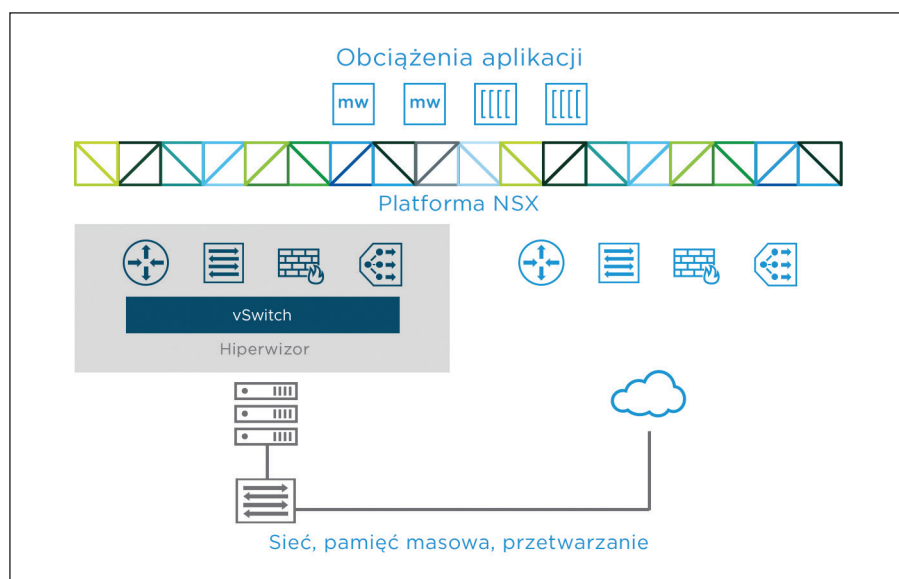 Obciążenia aplikacji
mw mw
Platforma NSX
vSwitch
Hiperwizor
Sieć, pamięć masowa, przetwarzanie